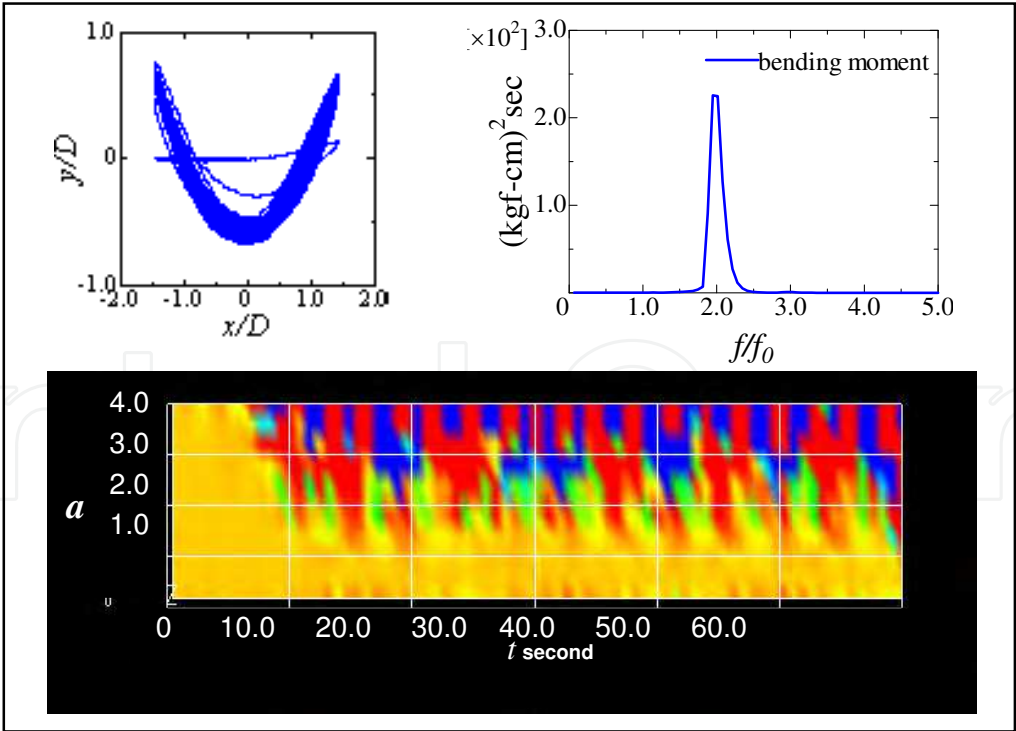 1.0
0
-1.0
-2.0 -1.0 0 1.0 2.0
y/D
x/D
[×10²] 3.0
2.0
1.0
0 1.0 2.0 3.0 4.0 5.0
(kgf-cm)² sec
bending moment
f/f₀
4.0
3.0
2.0
1.0
a
0 10.0 20.0 30.0 40.0 50.0 60.0
t second